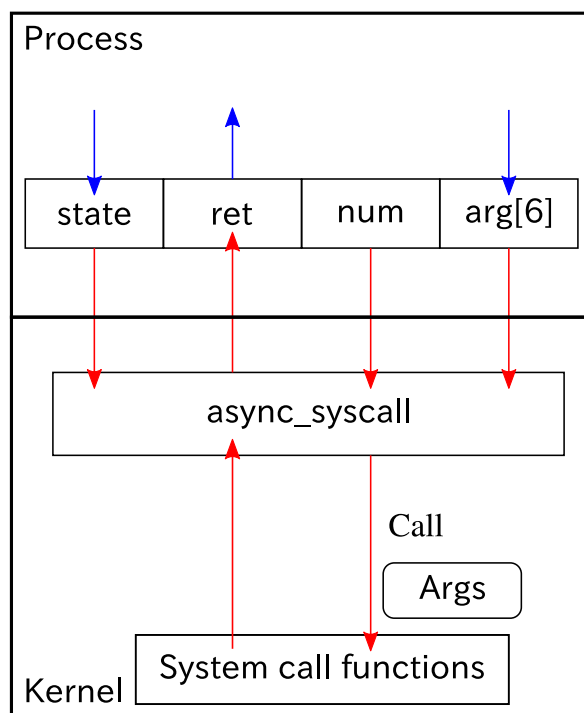 Process
state ret num arg[6]
async_syscall
Call
Args
System call functions
Kernel